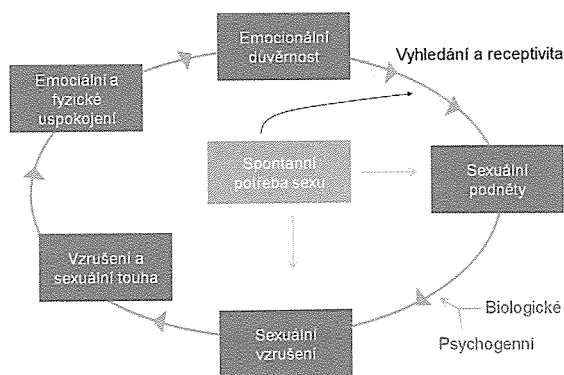 Emocionální
důvěrnost
Vyhledání a receptivita
Emociální a
fyzické
uspokojení
Spontánní
potřeba sexu
Sexuální
podněty
Vzrušení a
sexuální touha
Sexuální
vzrušení
Biologické
Psychogenní